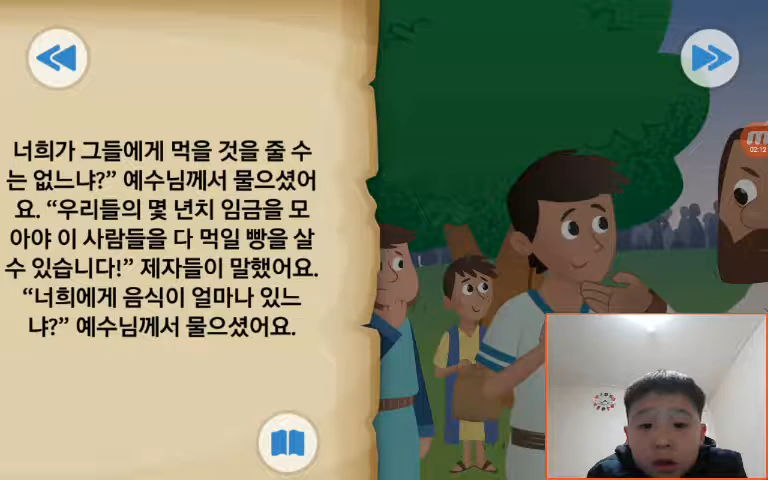 너희가 그들에게 먹을 것을 줄 수
는 없느냐?” 예수님께서 물으셨어
요. “우리들의 몇 년치 임금을 모
아야 이 사람들을 다 먹일 빵을 살
수 있습니다!” 제자들이 말했어요.
“너희에게 음식이 얼마나 있느
냐?” 예수님께서 물으셨어요.
02:12